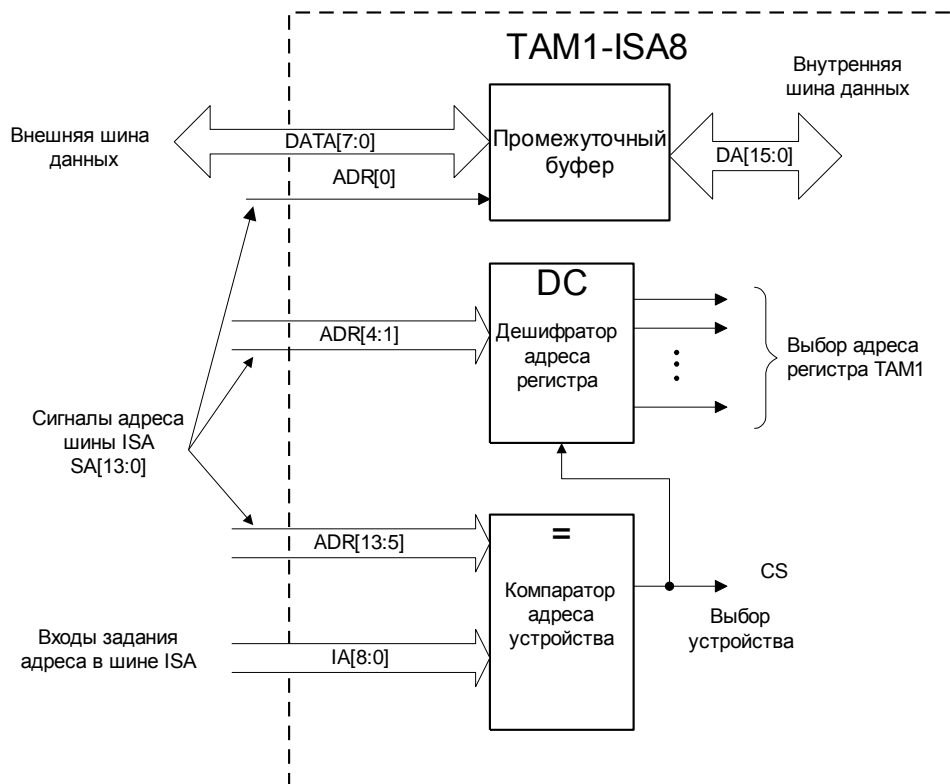 TAM1-ISA8
Внутренняя
шина данных
Внешняя шина
данных
DATA[7:0]
Промежуточный
буфер
DA[15:0]
ADR[0]
DC
Дешифратор
адреса
регистра
ADR[4:1]
Выбор адреса
регистра TAM1
Сигналы адреса
шины ISA
SA[13:0]
ADR[13:5]
=
Компаратор
адреса
устройства
CS
Выбор
устройства
Входы задания
адреса в шине ISA
IA[8:0]